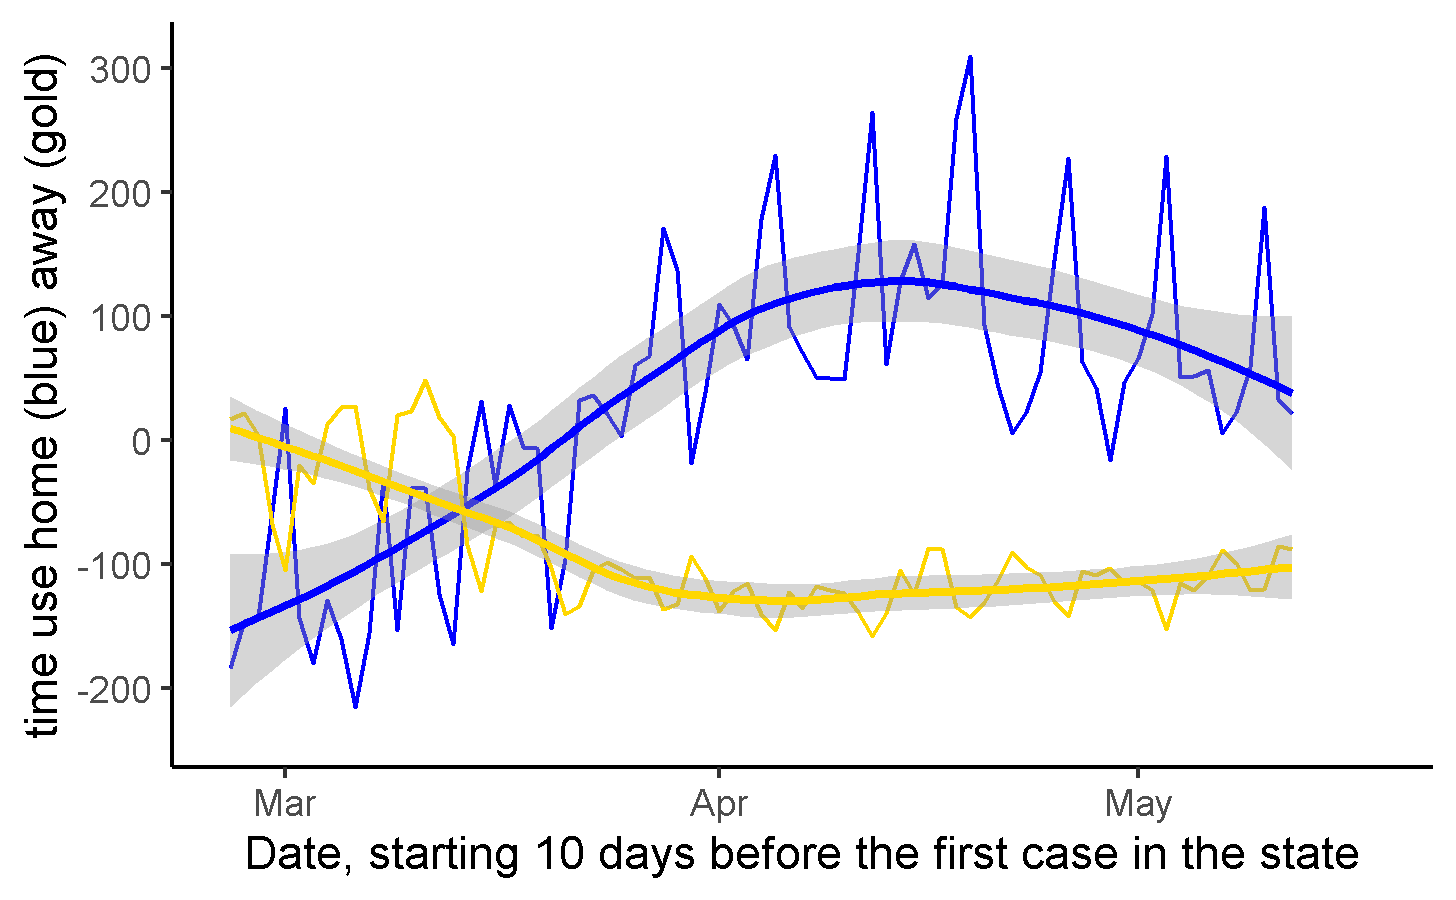 time use home (blue) away (gold)
300
200
100
0
-100
-200
Mar
Apr
May
Date, starting 10 days before the first case in the state